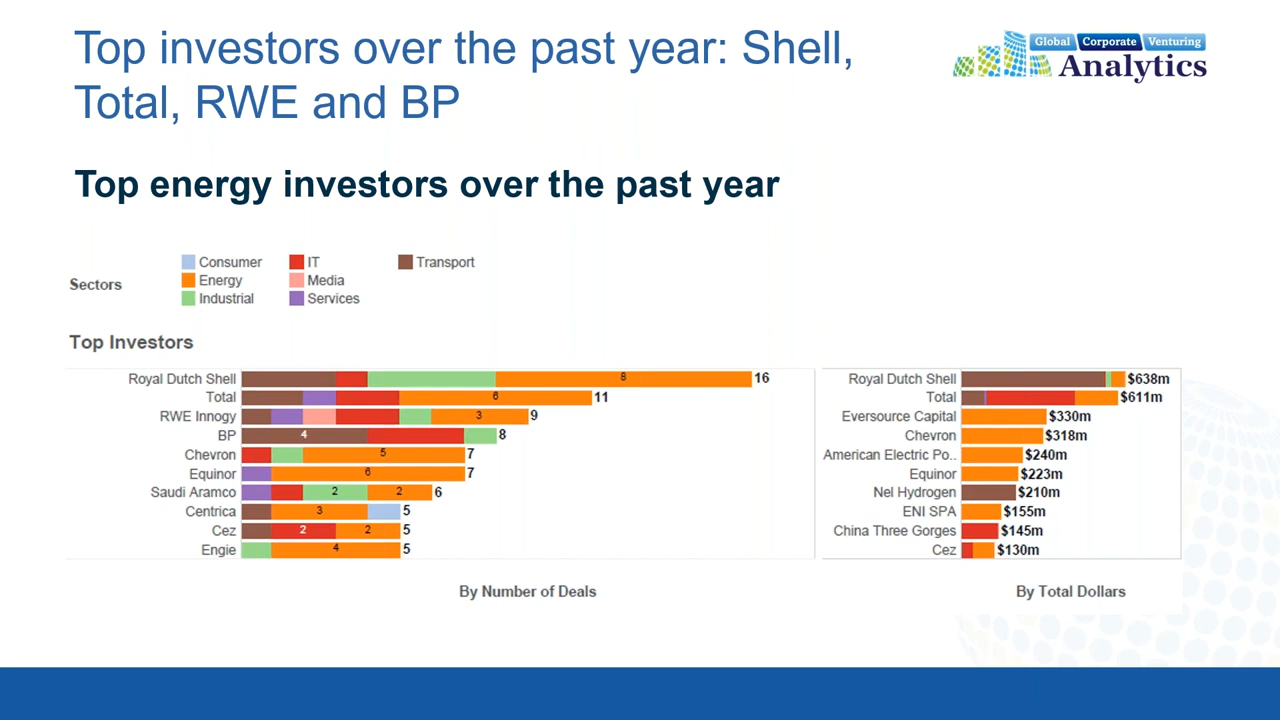 Top investors over the past year: Shell,
Total, RWE and BP
Global Corporate Venturing
Analytics
Top energy investors over the past year
Sectors
Consumer IT Transport
Energy Media
Industrial Services
Top Investors
Royal Dutch Shell 8 16
Total 6 11
RWE Innogy 3 9
BP 4 8
Chevron 5 7
Equinor 6 7
Saudi Aramco 2 2 6
Centrica 3 5
Cez 2 2 5
Engie 4 5
By Number of Deals
Royal Dutch Shell $638m
Total $611m
Eversource Capital $330m
Chevron $318m
American Electric Po.. $240m
Equinor $223m
Nel Hydrogen $210m
ENI SPA $155m
China Three Gorges $145m
Cez $130m
By Total Dollars